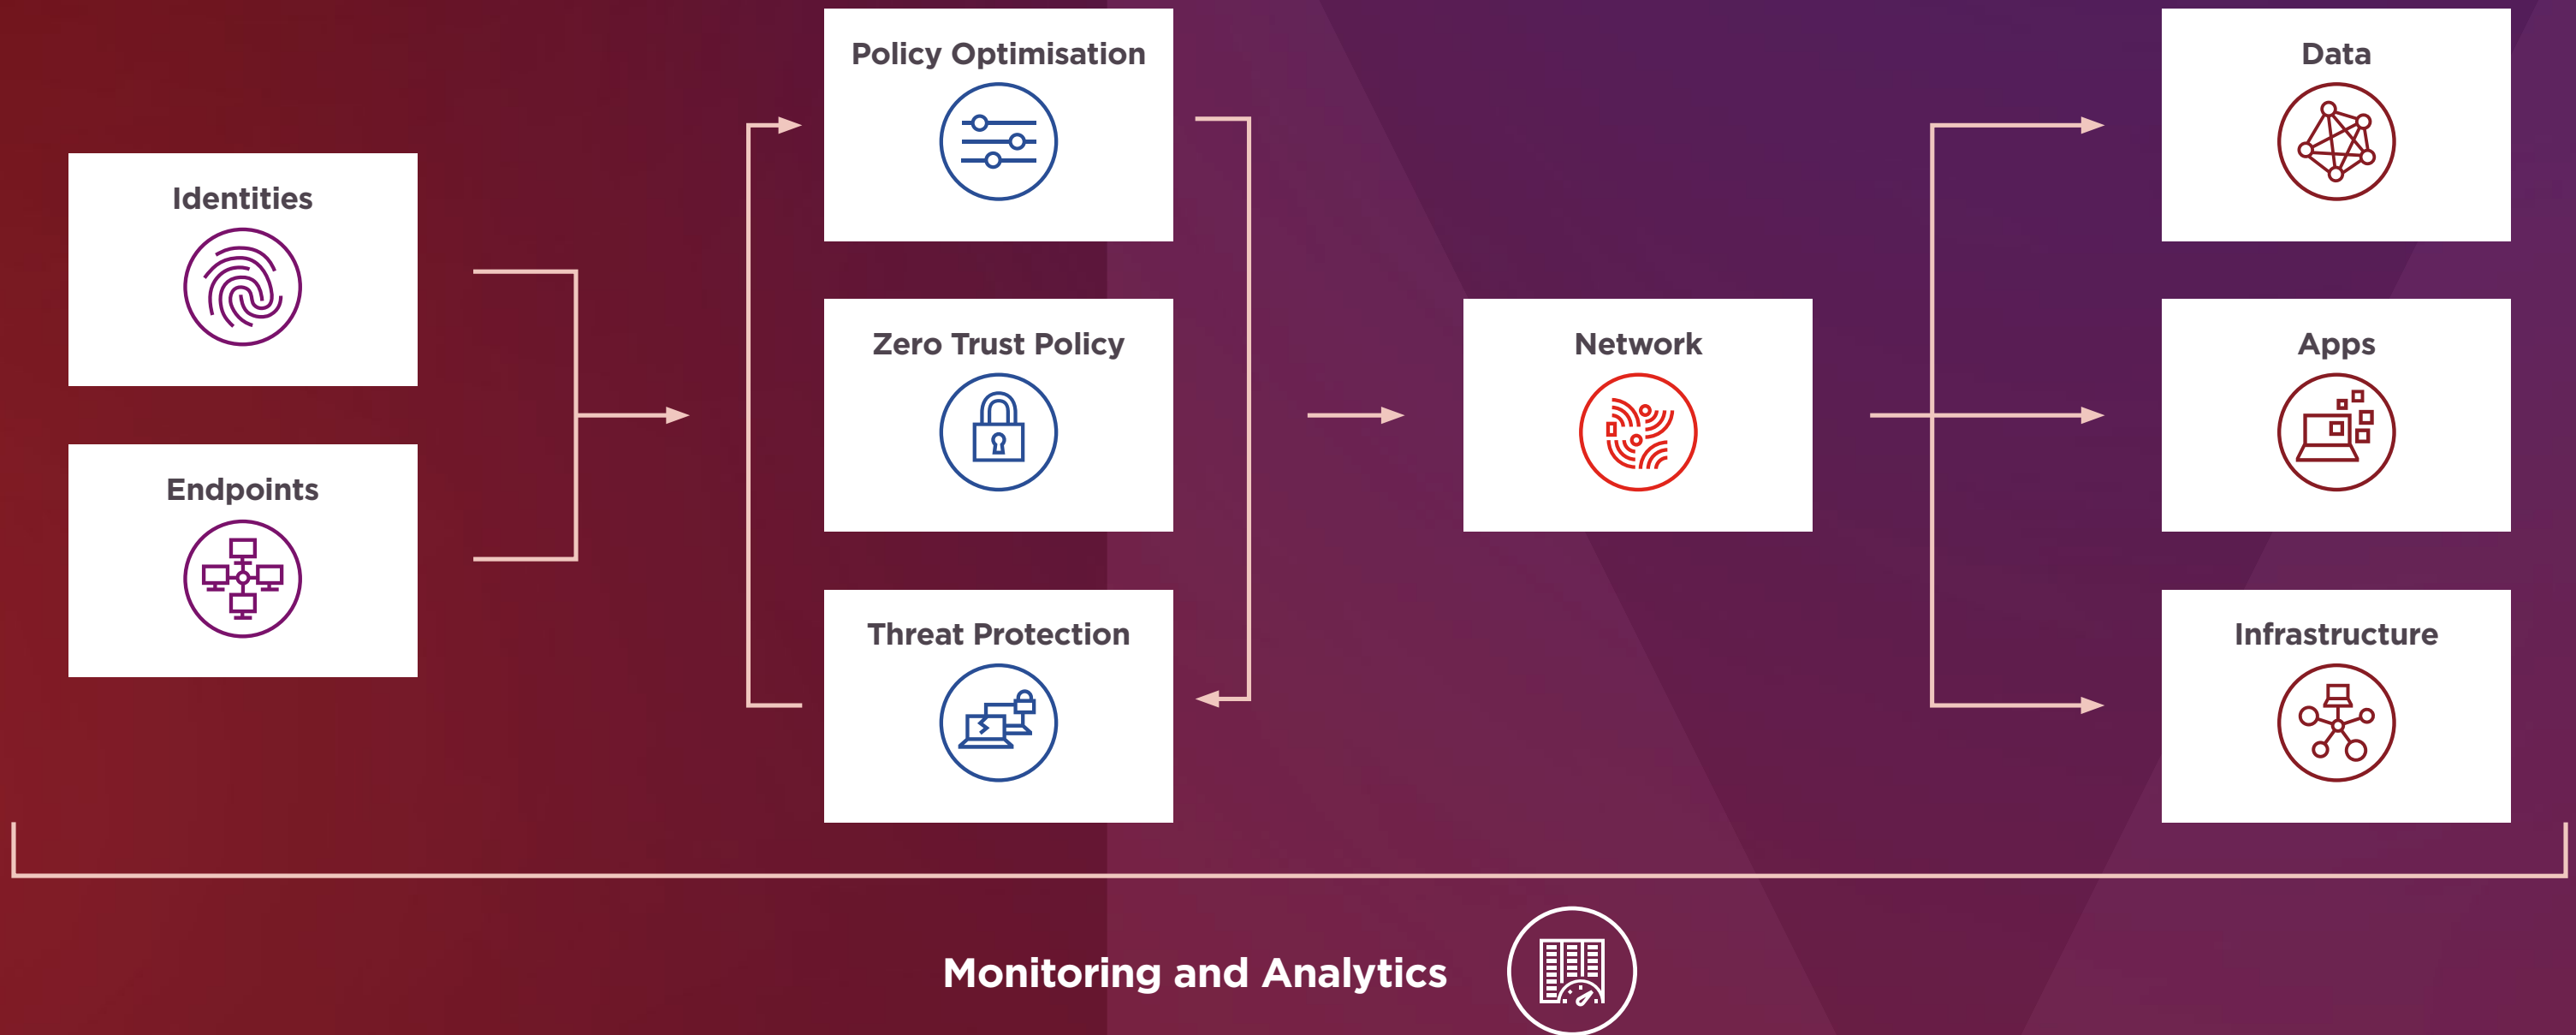 Identities
Endpoints
Policy Optimisation
Zero Trust Policy
Threat Protection
Network
Data
Apps
Infrastructure
Monitoring and Analytics